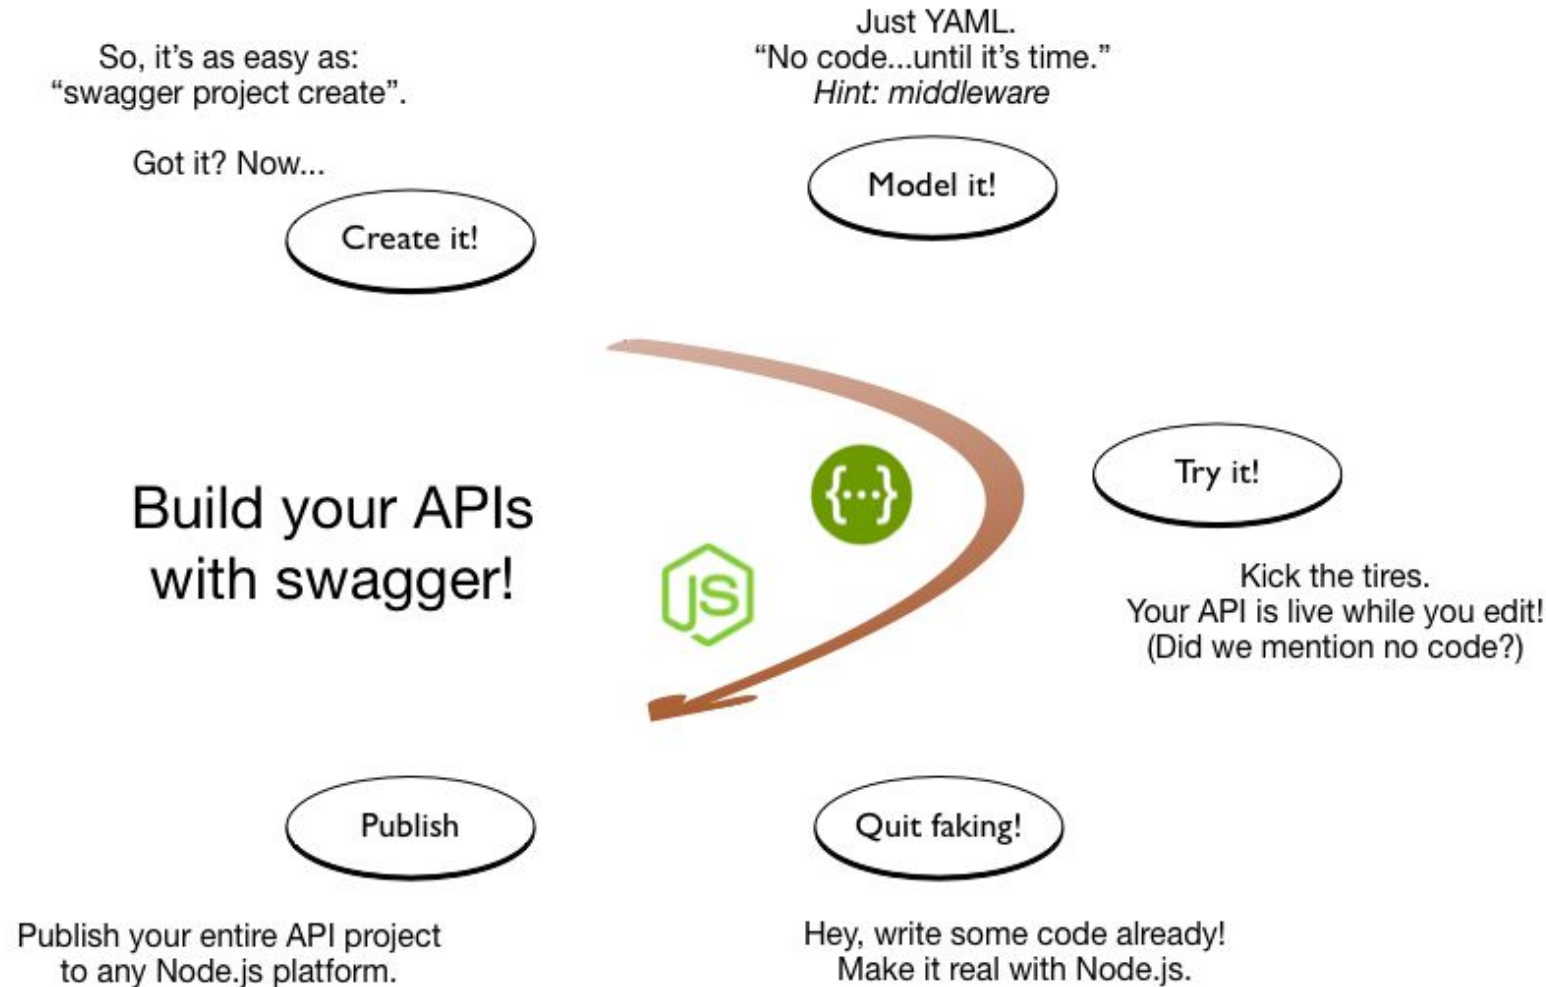 So, it’s as easy as:
“swagger project create”.
Got it? Now...
Create it!
Just YAML.
“No code...until it’s time.”
Hint: middleware
Model it!
Try it!
Kick the tires.
Your API is live while you edit!
(Did we mention no code?)
Build your APIs
with swagger!
{...}
JS
Quit faking!
Hey, write some code already!
Make it real with Node.js.
Publish
Publish your entire API project
to any Node.js platform.